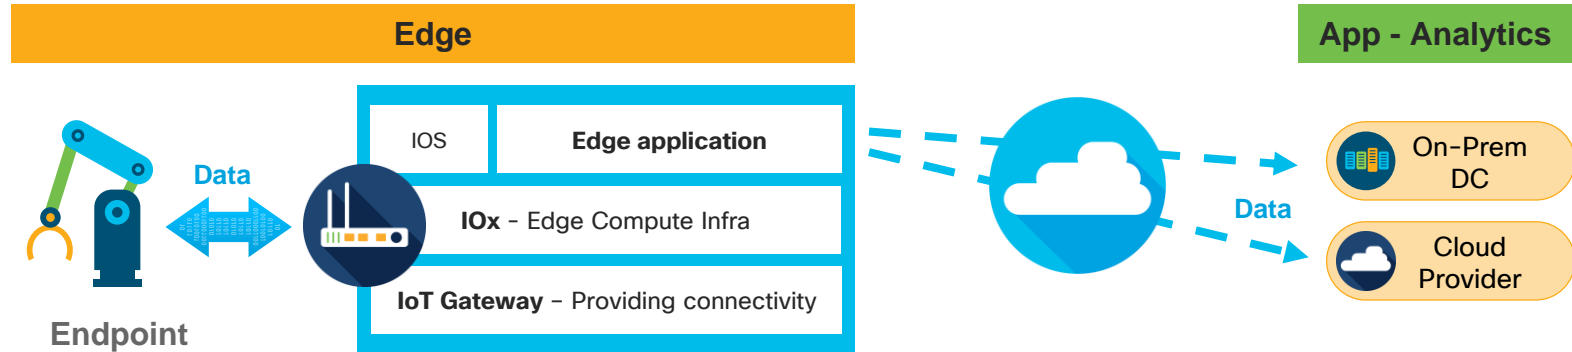 Edge
App - Analytics
IOS
Edge application
Data
IOx - Edge Compute Infra
IoT Gateway - Providing connectivity
Endpoint
Data
On-Prem
DC
Cloud
Provider